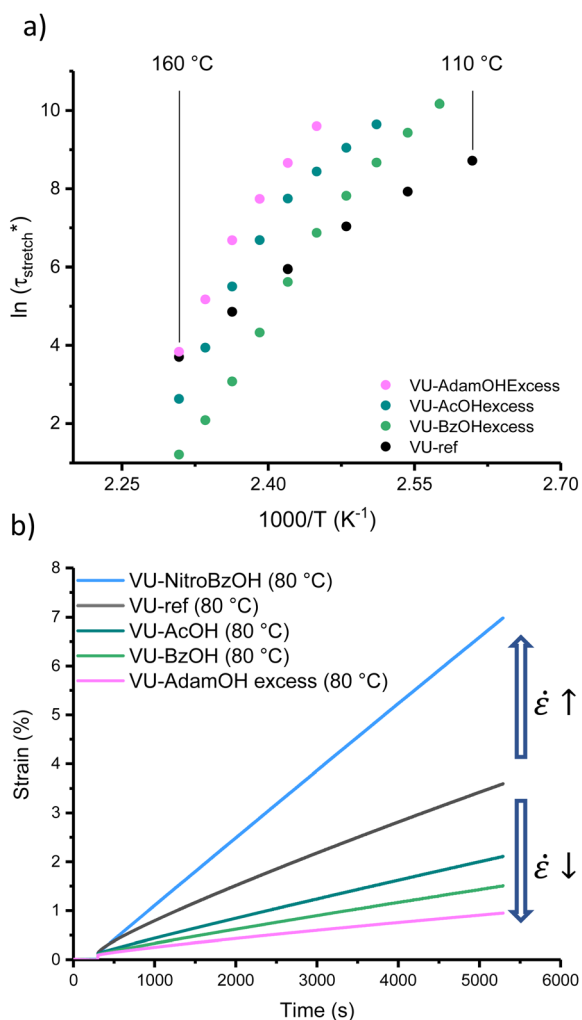 a)
160 °C
110 °C
10
8
6
4
2
ln (τstretch*)
VU-AdamOHExcess
VU-AcOHexcess
VU-BzOHexcess
VU-ref
2.25
2.40
2.55
2.70
1000/T (K⁻¹)
b)
8
7
6
5
4
3
2
1
0
Strain (%)
VU-NitroBzOH (80 °C)
VU-ref (80 °C)
VU-AcOH (80 °C)
VU-BzOH (80 °C)
VU-AdamOH excess (80 °C)
ε̇ ↑
ε̇ ↓
0
1000
2000
3000
4000
5000
6000
Time (s)